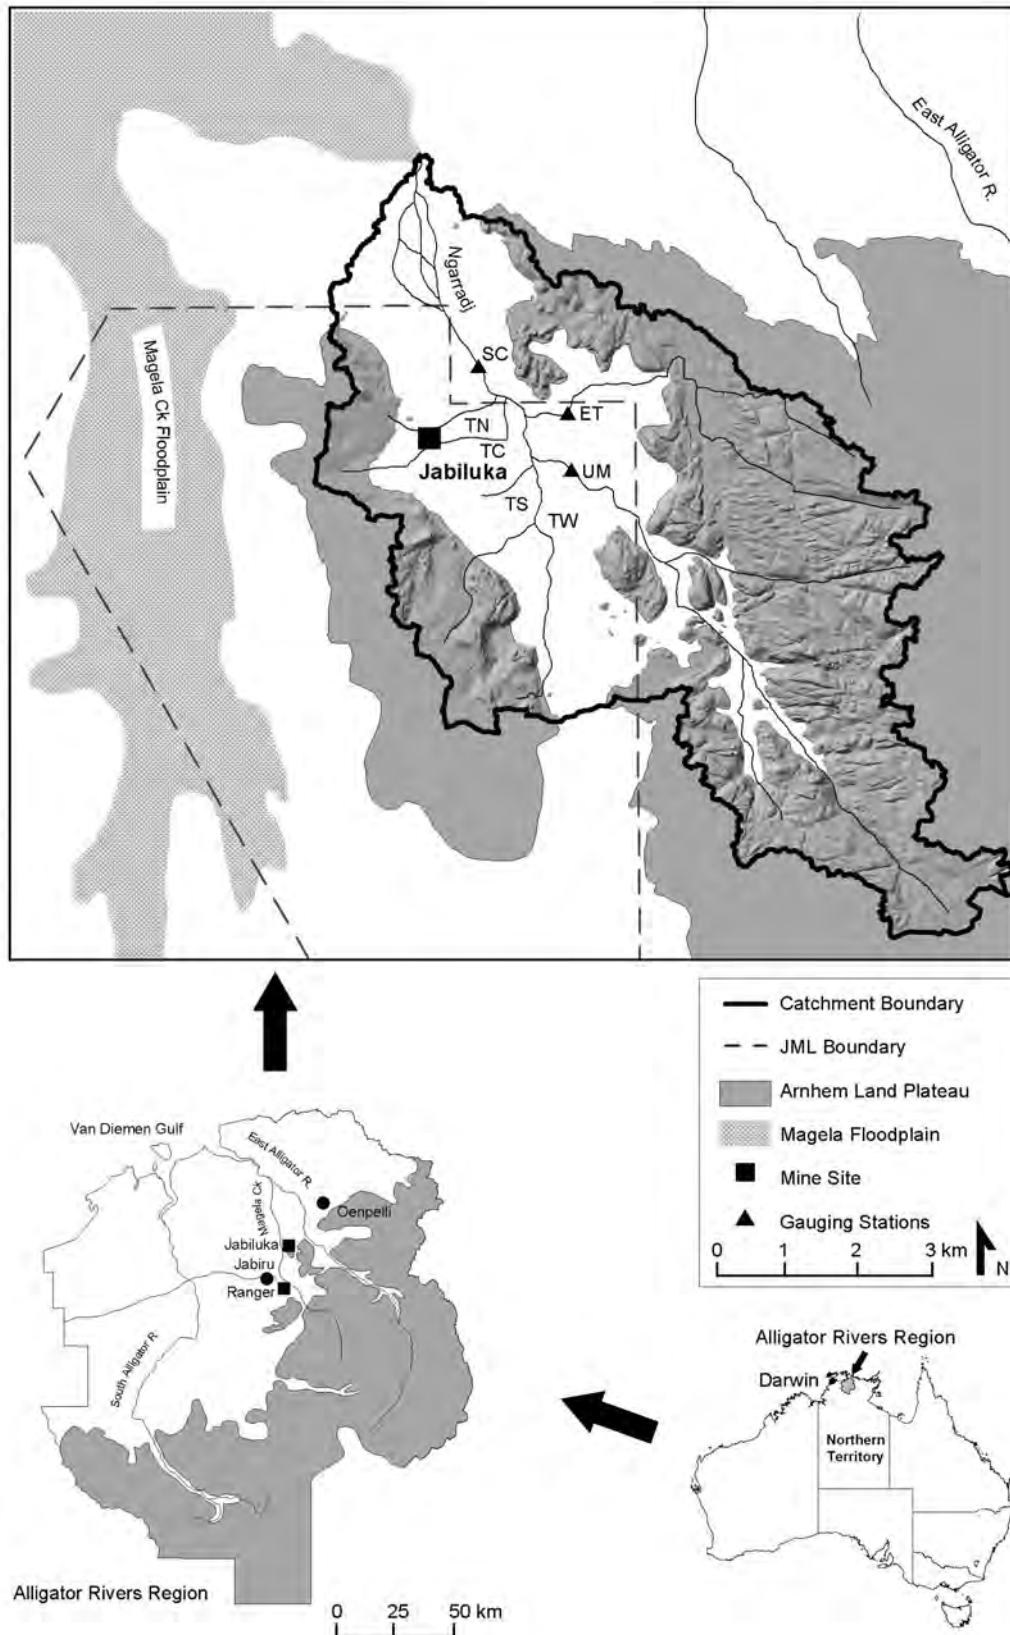 East Alligator R.
Ngarradj
SC
Magela Ck Floodplain
ET
TN
TC
Jabiluka
UM
TS
TW
Catchment Boundary
JML Boundary
Arnhem Land Plateau
Magela Floodplain
Mine Site
Gauging Stations
0 1 2 3 km
N
Van Diemen Gulf
East Alligator R.
Magela Ck
Oenpelli
Jabiluka
Jabiru
Ranger
South Alligator R
Alligator Rivers Region
0 25 50 km
Alligator Rivers Region
Darwin
Northern
Territory